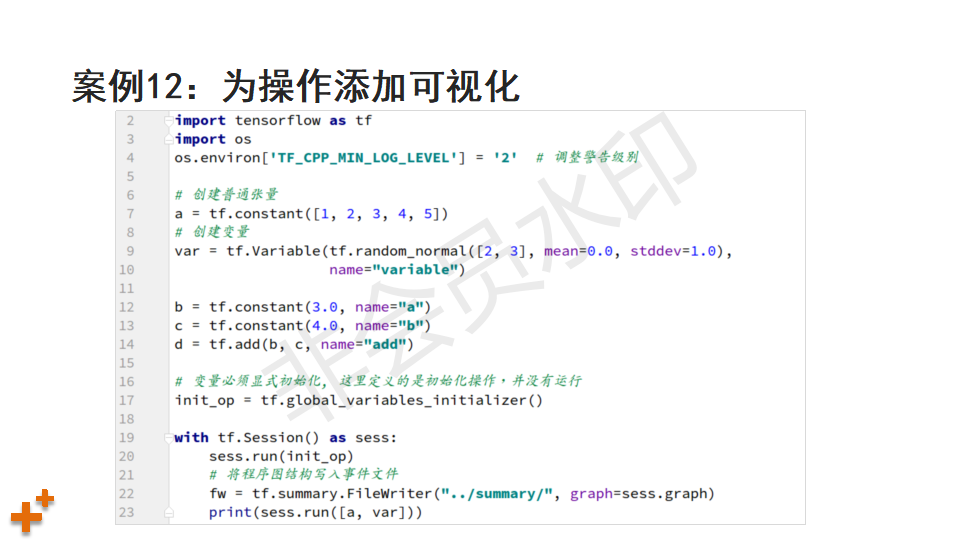 案例12：为操作添加可视化
2 import tensorflow as tf
3 import os
4 os.environ['TF_CPP_MIN_LOG_LEVEL'] = '2'  # 调整警告级别
5
6 # 创建普通张量
7 a = tf.constant([1, 2, 3, 4, 5])
8 # 创建变量
9 var = tf.Variable(tf.random_normal([2, 3], mean=0.0, stddev=1.0),
10                   name="variable")
11
12 b = tf.constant(3.0, name="a")
13 c = tf.constant(4.0, name="b")
14 d = tf.add(b, c, name="add")
15
16 # 变量必须显式初始化，这里定义的是初始化操作，并没有运行
17 init_op = tf.global_variables_initializer()
18
19 with tf.Session() as sess:
20     sess.run(init_op)
21     # 将程序图结构写入事件文件
22     fw = tf.summary.FileWriter("../summary/", graph=sess.graph)
23     print(sess.run([a, var]))
非会员水印